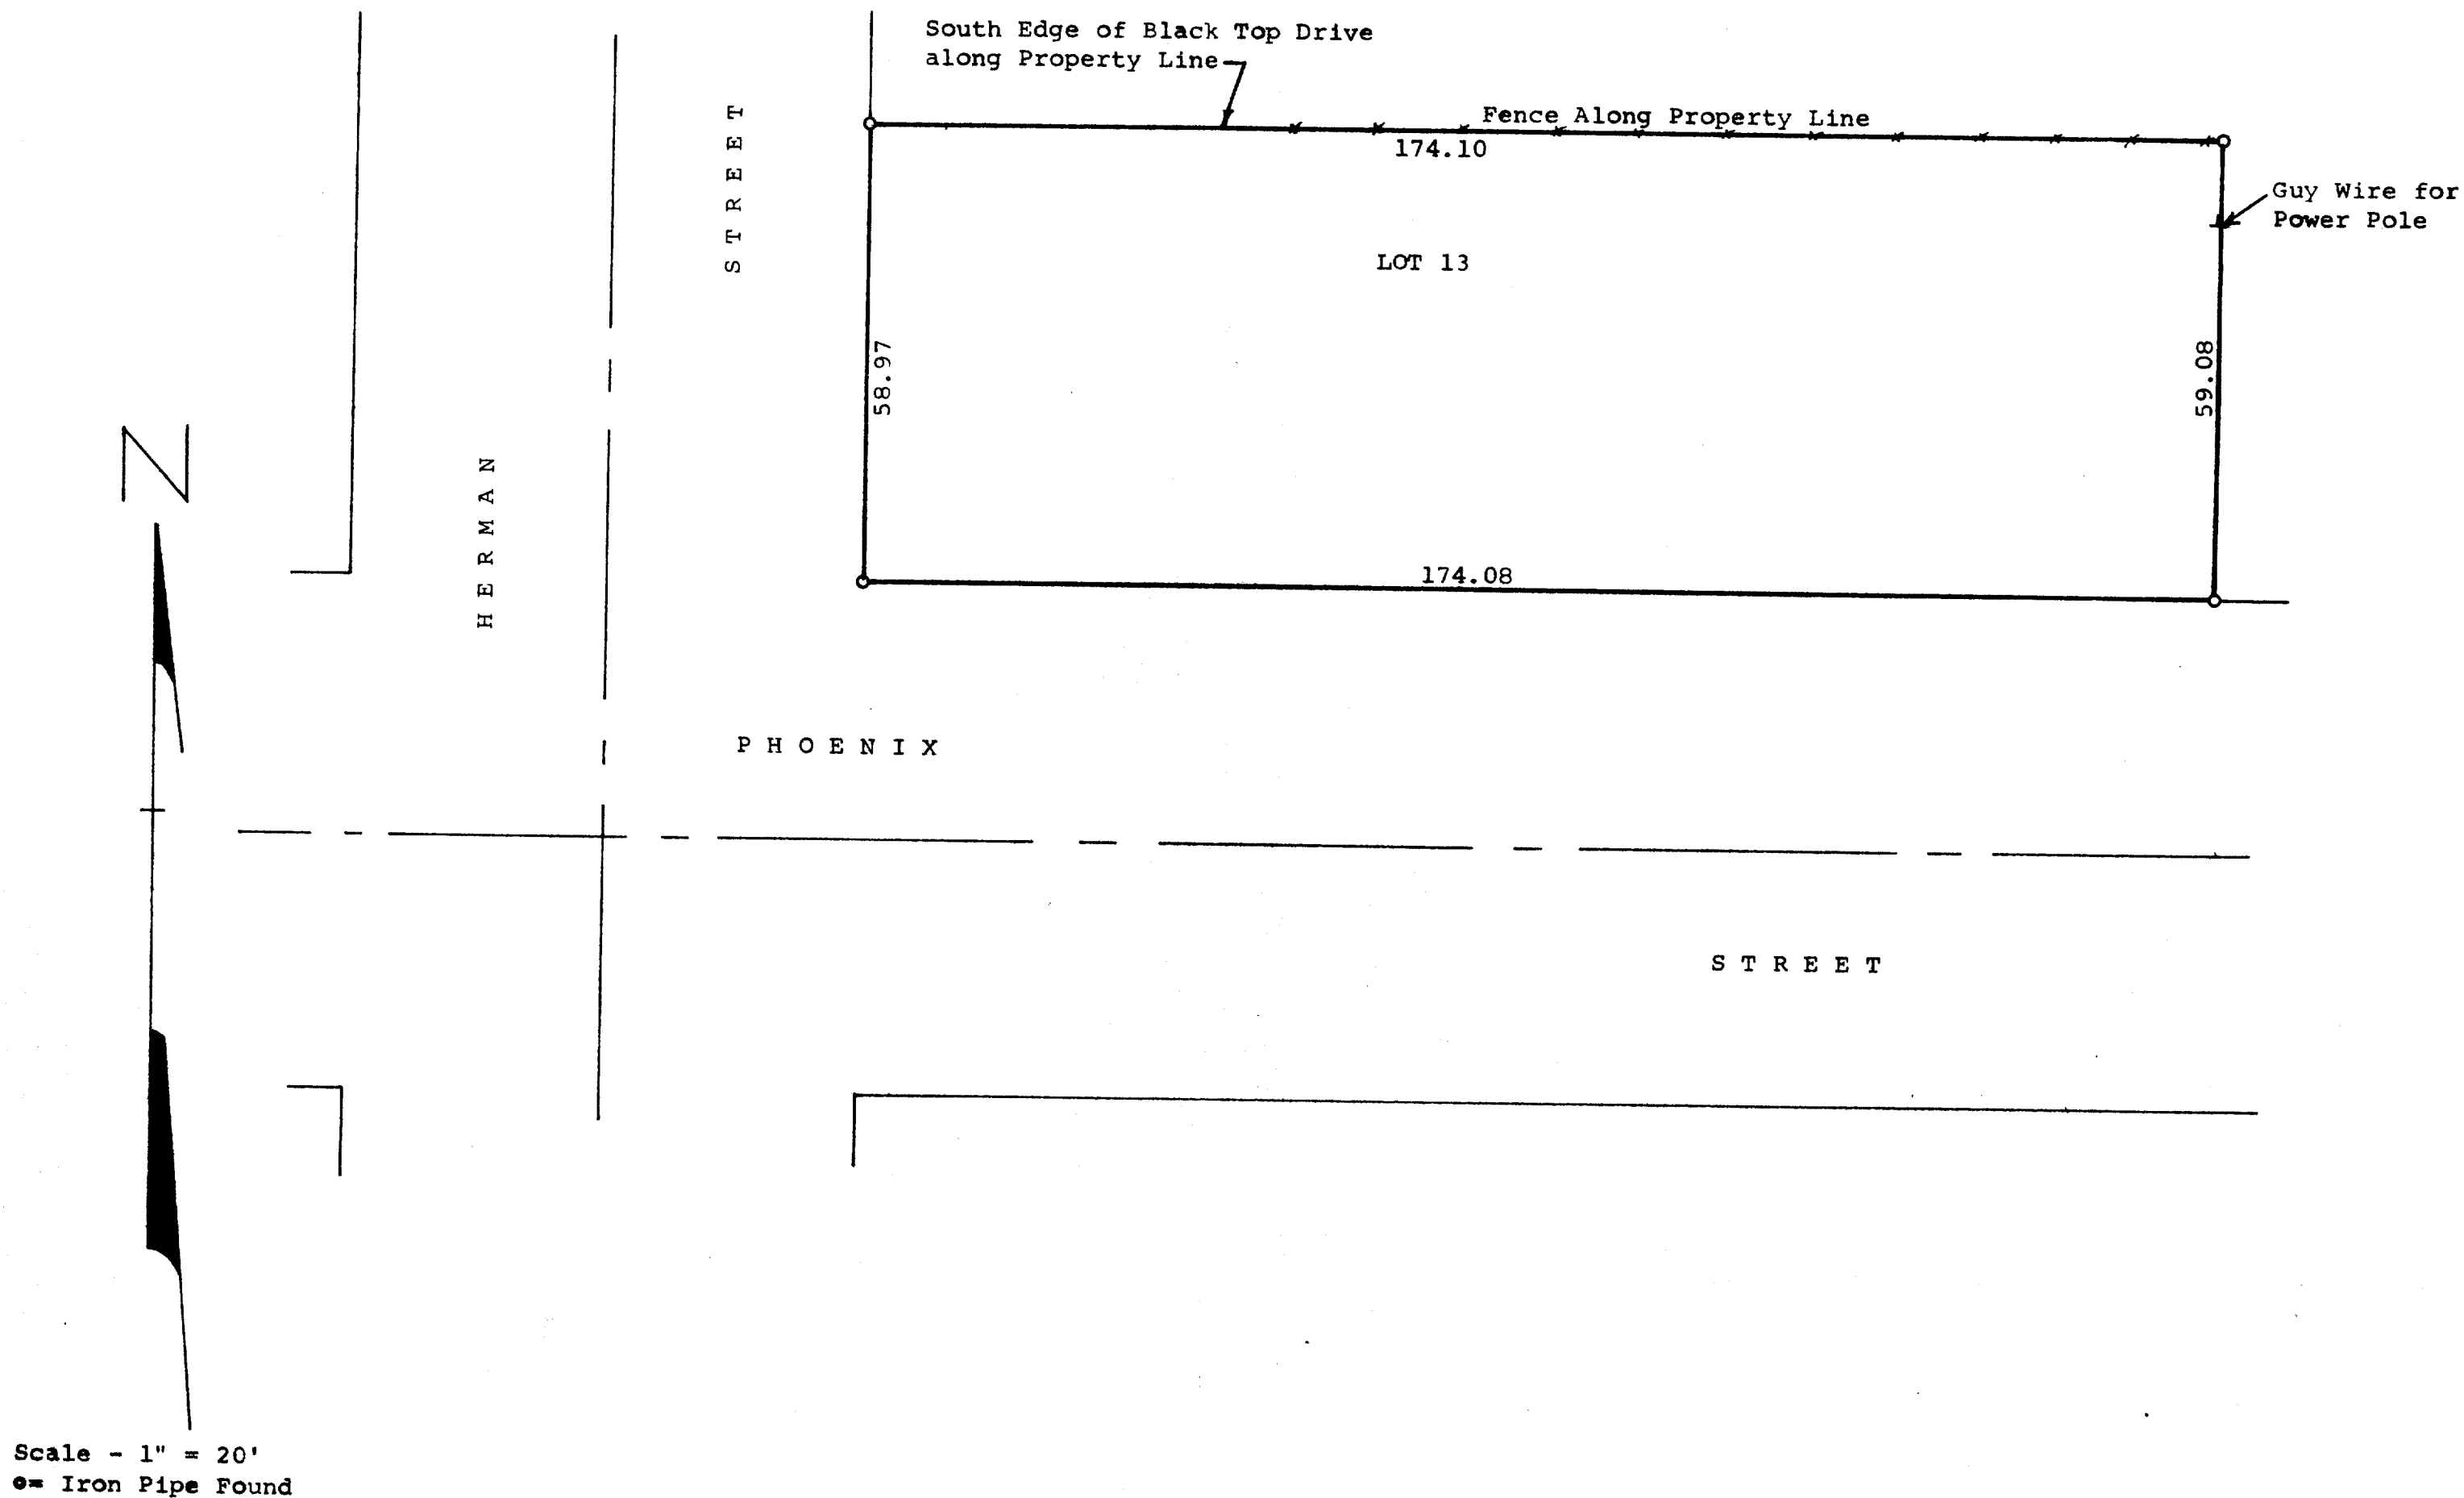 South Edge of Black Top Drive
along Property Line
Fence Along Property Line
174.10
Guy Wire for
Power Pole
LOT 13
58.97
59.08
174.08
N
HERMAN
STREET
PHOENIX
STREET
Scale - 1" = 20'
o= Iron Pipe Found